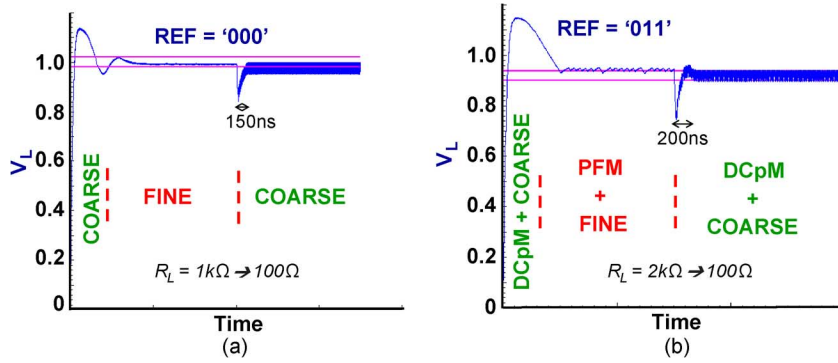 REF = '000'
1.0
0.8
0.6
0.4
0.2
0
V_L
150ns
COARSE
FINE
COARSE
R_L = 1kΩ → 100Ω
Time
(a)
REF = '011'
1.0
0.8
0.6
0.4
0.2
0
V_L
200ns
DCpM + COARSE
PFM
+
FINE
DCpM
+
COARSE
R_L = 2kΩ → 100Ω
Time
(b)